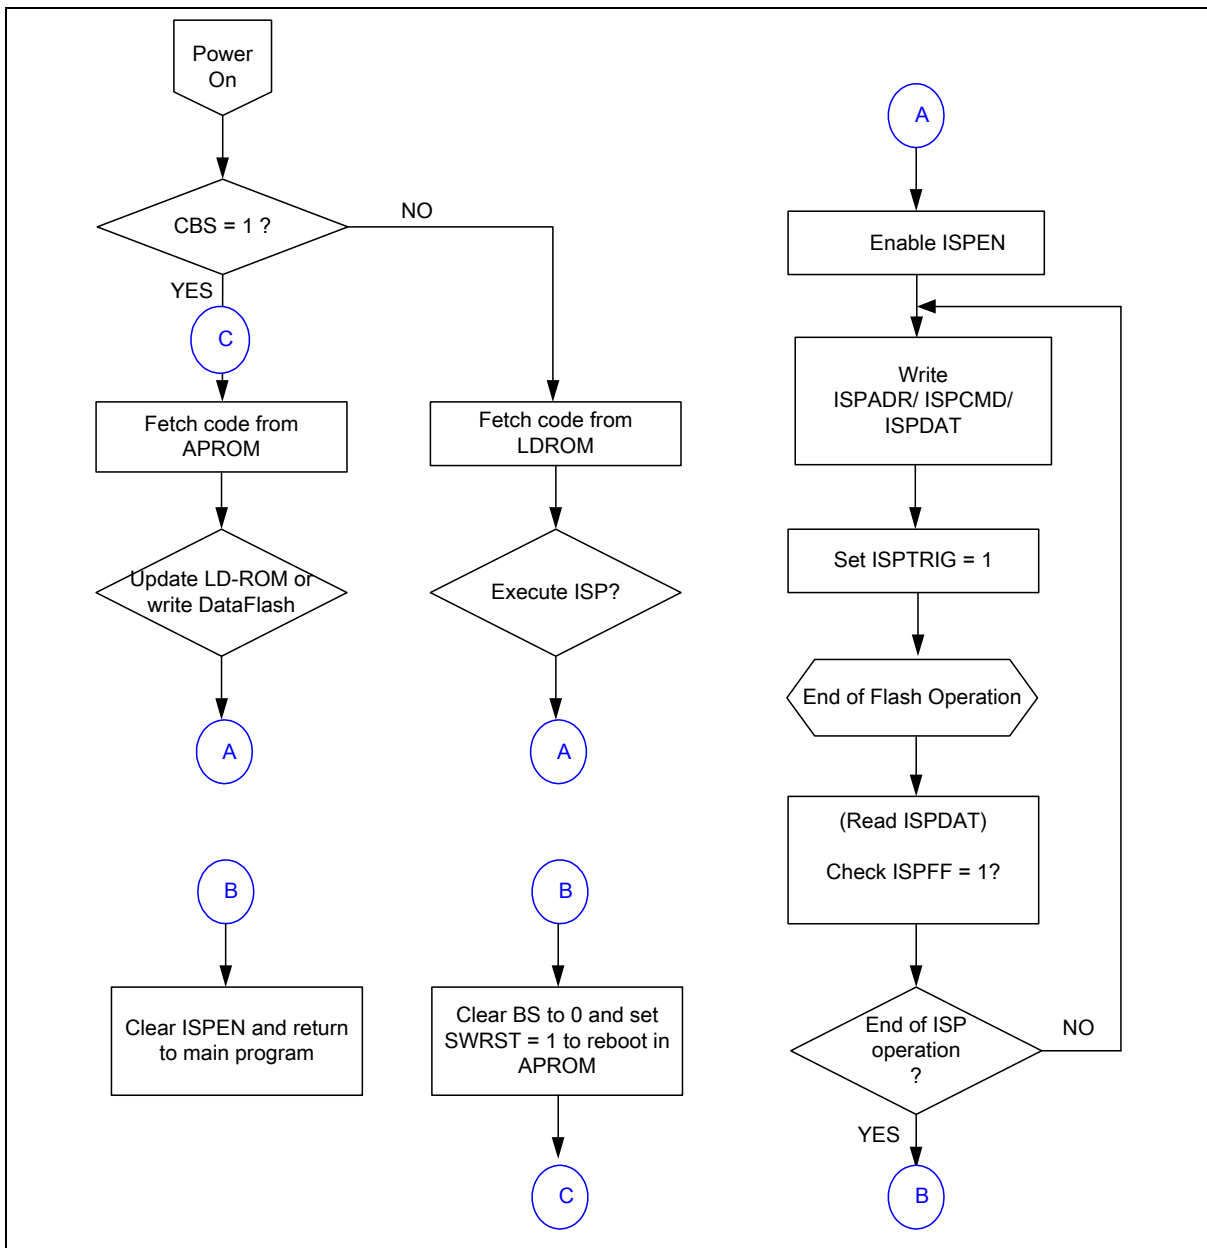 Power
On
CBS = 1 ?
NO
YES
C
Fetch code from
APROM
Fetch code from
LDROM
Update LD-ROM or
write DataFlash
Execute ISP?
A
A
B
B
Clear ISPEN and return
to main program
Clear BS to 0 and set
SWRST = 1 to reboot in
APROM
C
A
Enable ISPEN
Write
ISPADR/ ISPCMD/
ISPDAT
Set ISPTRIG = 1
End of Flash Operation
(Read ISPDAT)
Check ISPFF = 1?
End of ISP
operation
?
NO
YES
B